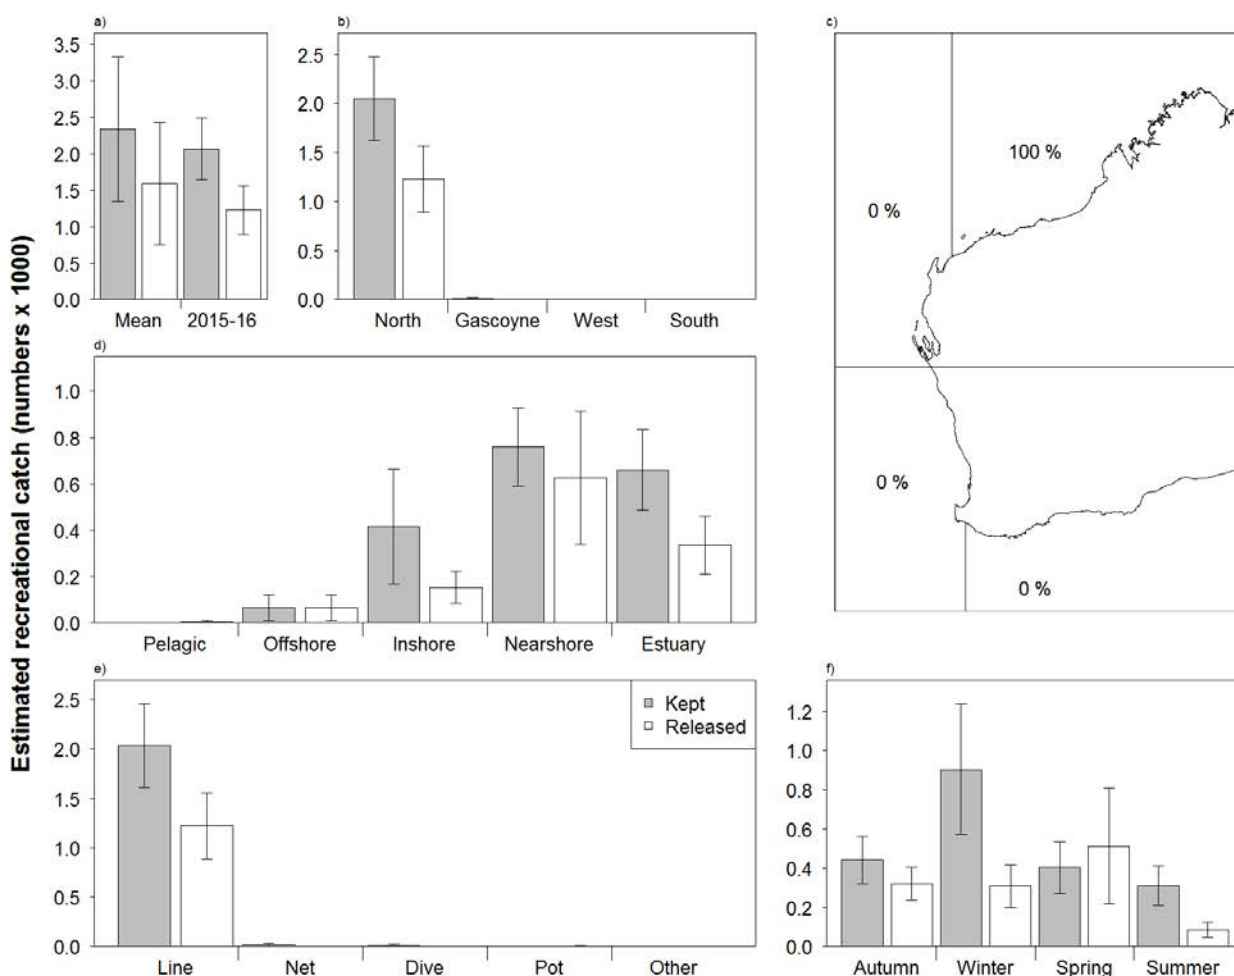 Estimated recreational catch (numbers x 1000)
a)
3.5
3.0
2.5
2.0
1.5
1.0
0.5
0.0
Mean 2015-16
b)
2.5
2.0
1.5
1.0
0.5
0.0
North Gascoyne West South
c)
100 %
0 %
0 %
0 %
d)
1.0
0.8
0.6
0.4
0.2
0.0
Pelagic Offshore Inshore Nearshore Estuary
e)
2.5
2.0
1.5
1.0
0.5
0.0
Kept
Released
Line Net Dive Pot Other
f)
1.2
1.0
0.8
0.6
0.4
0.2
0.0
Autumn Winter Spring Summer